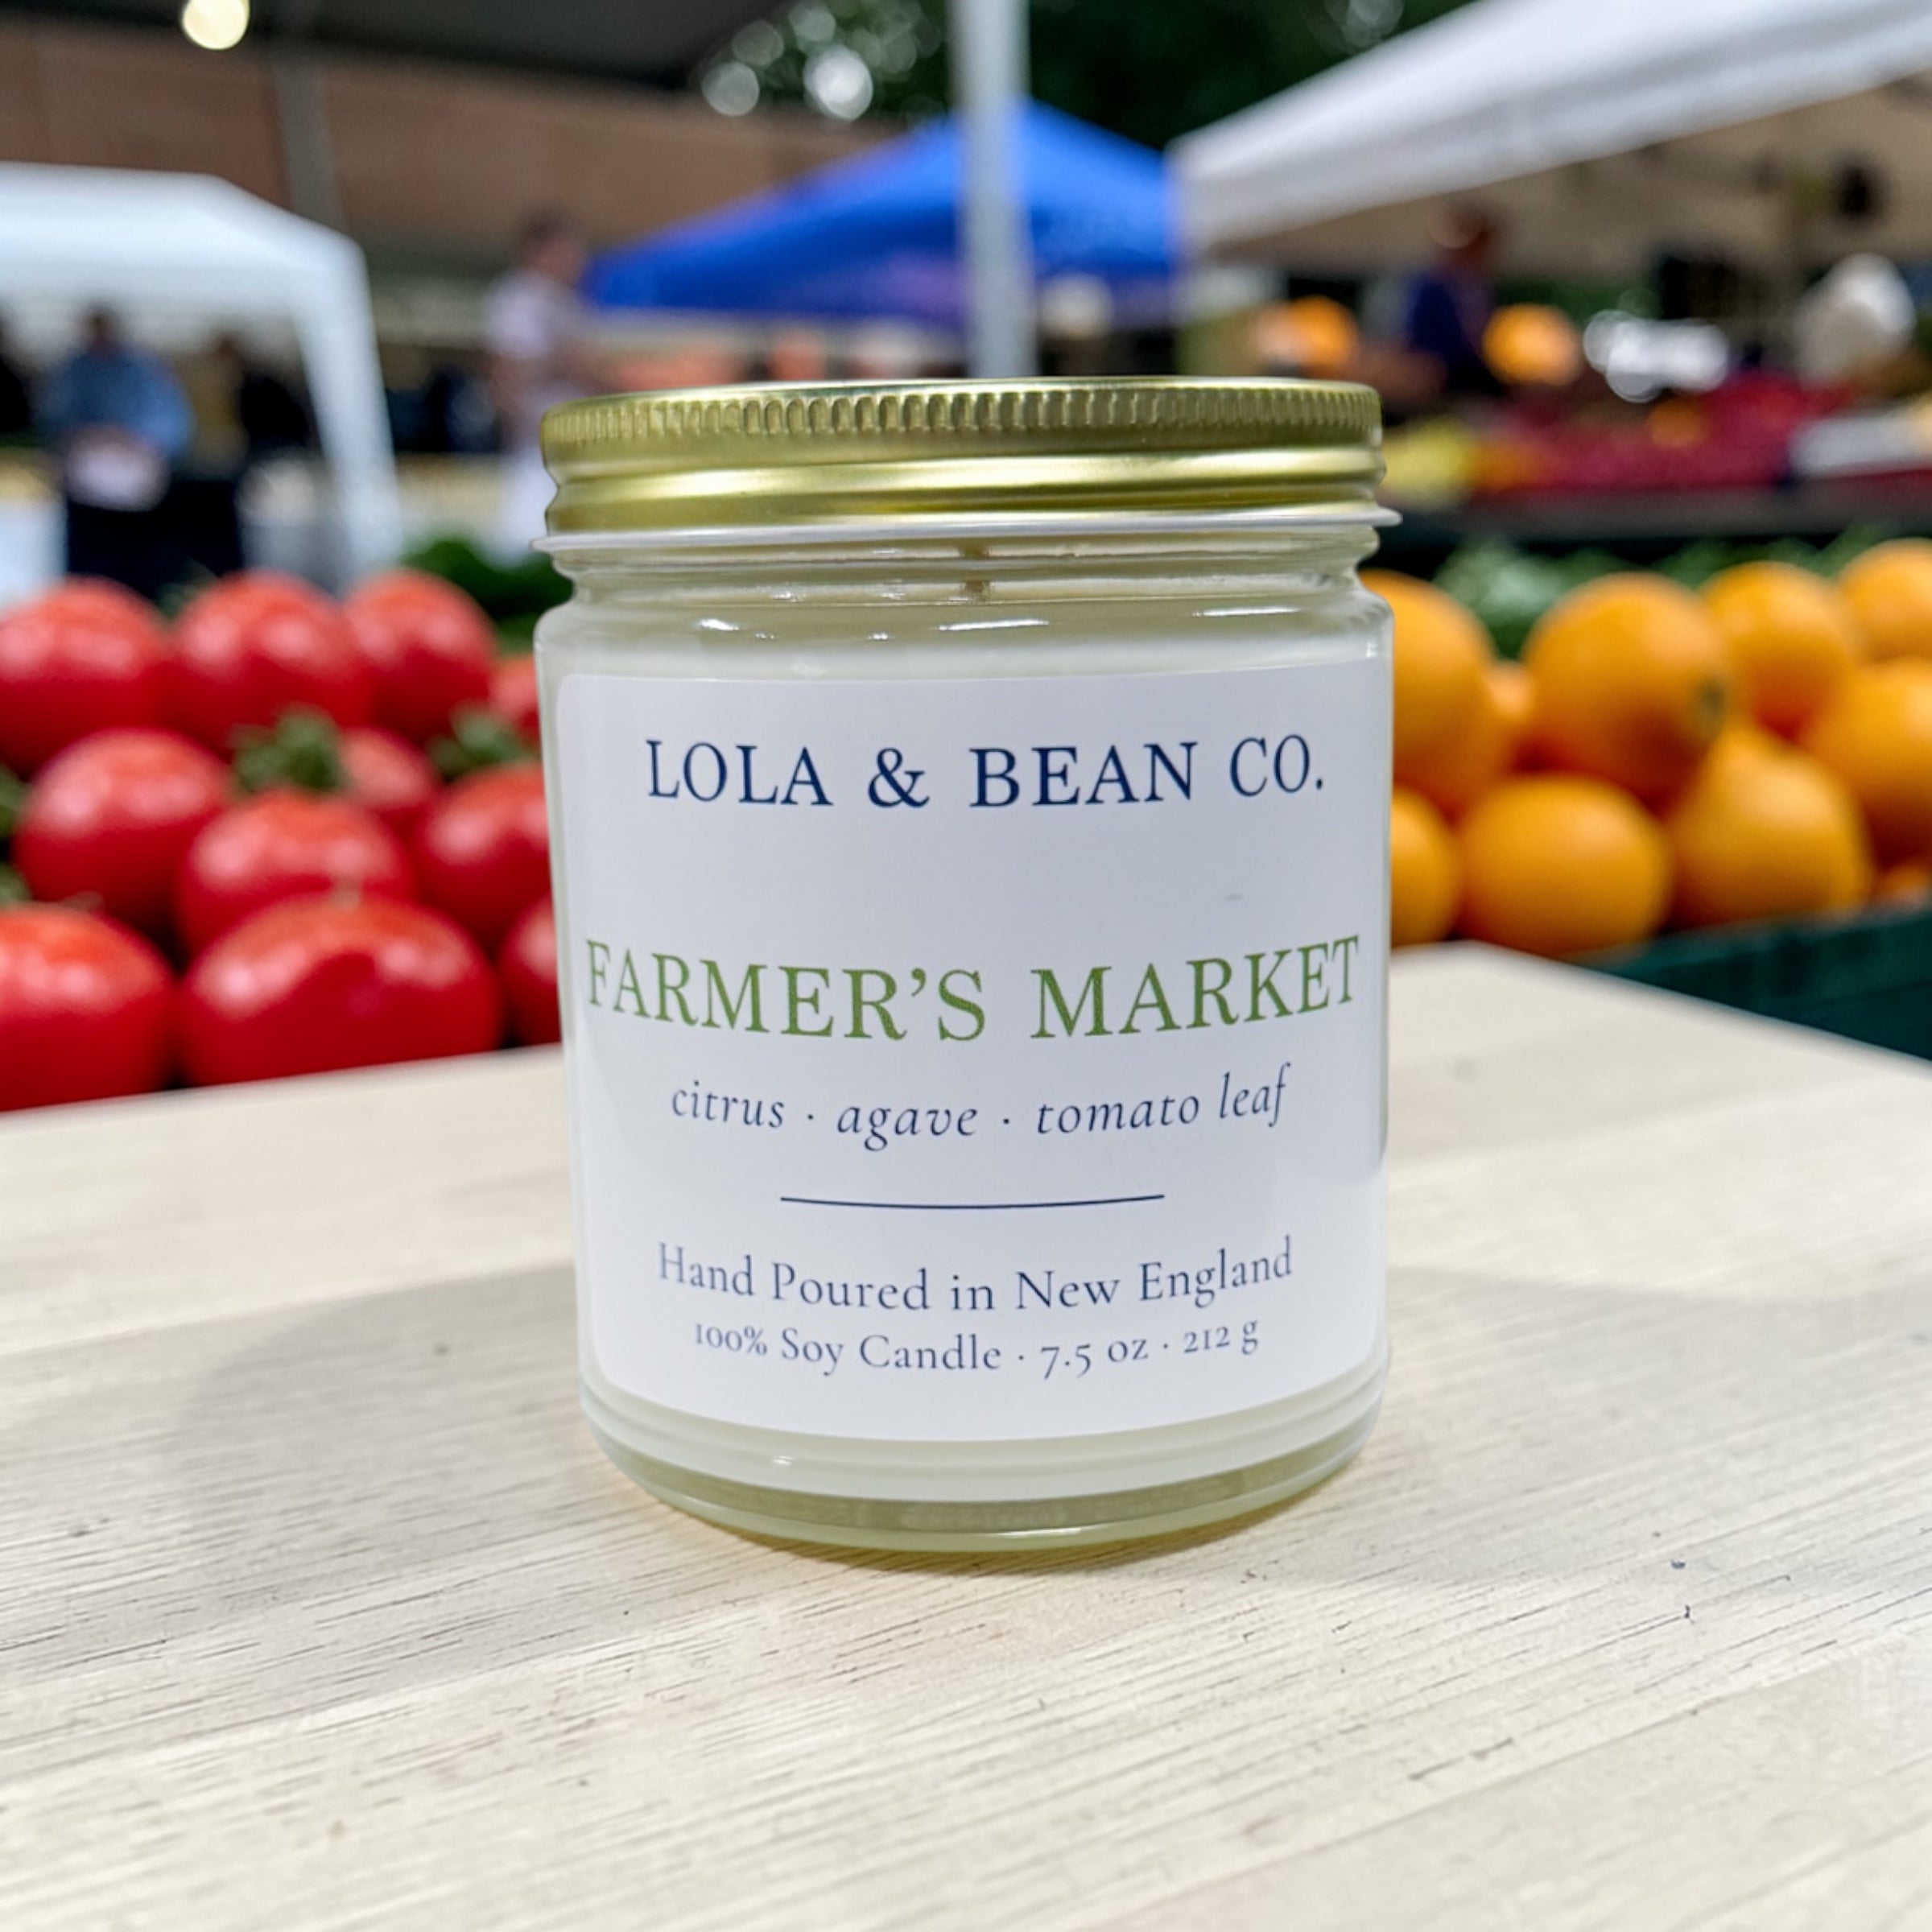 LOLA & BEAN CO.
FARMER'S MARKET
citrus · agave · tomato leaf
Hand Poured in New England
100% Soy Candle · 7.5 oz · 212 g